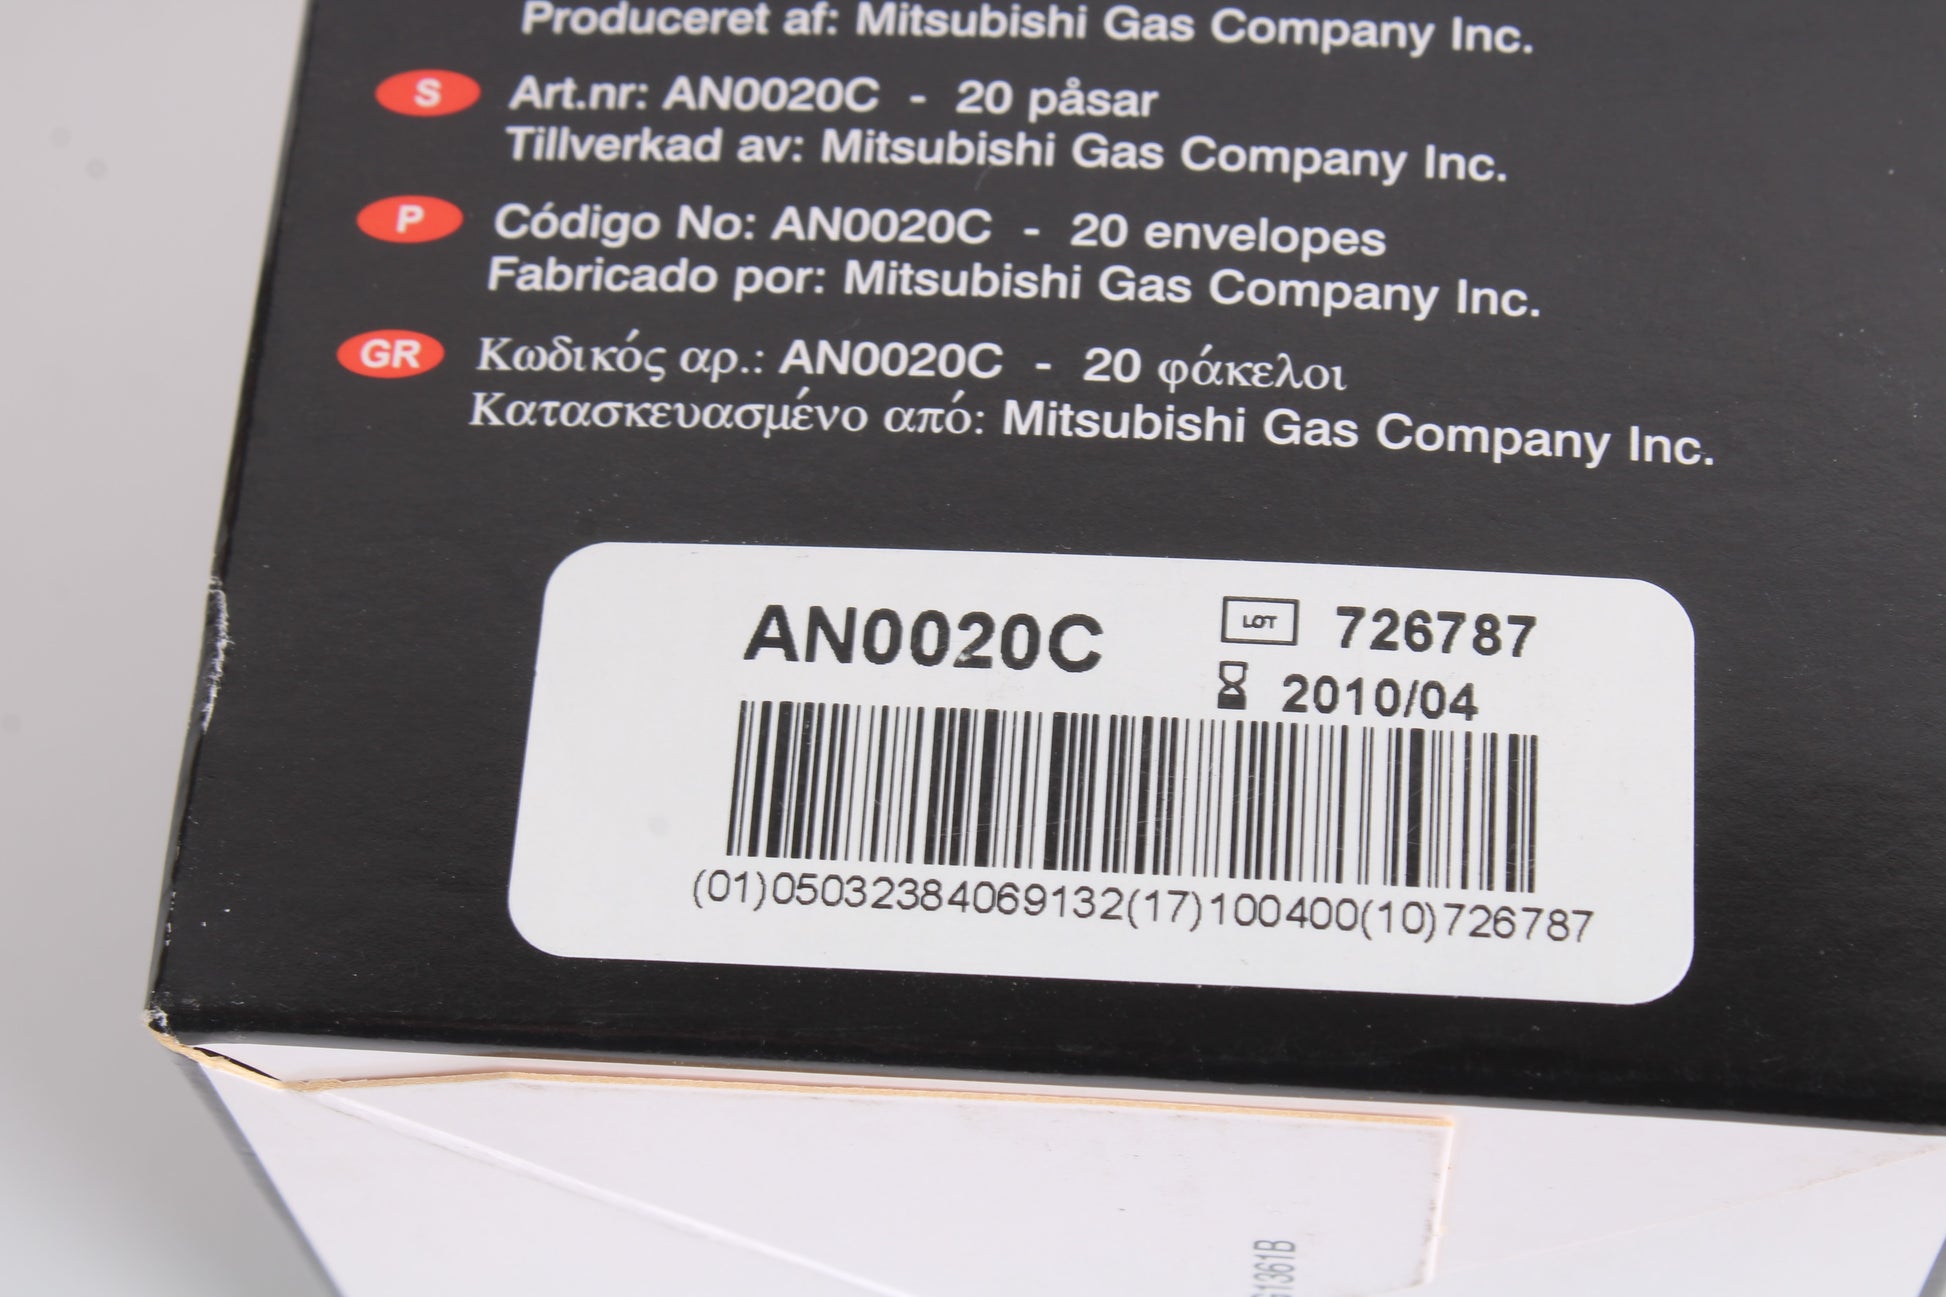 Produceret af: Mitsubishi Gas Company Inc.
S Art.nr: AN0020C - 20 påsar
Tillverkad av: Mitsubishi Gas Company Inc.
P Código No: AN0020C - 20 envelopes
Fabricado por: Mitsubishi Gas Company Inc.
GR Κωδικός αρ.: AN0020C - 20 φάκελοι
Κατασκευασμένο από: Mitsubishi Gas Company Inc.
AN0020C LOT 726787
2010/04
(01)05032384069132(17)100400(10)726787